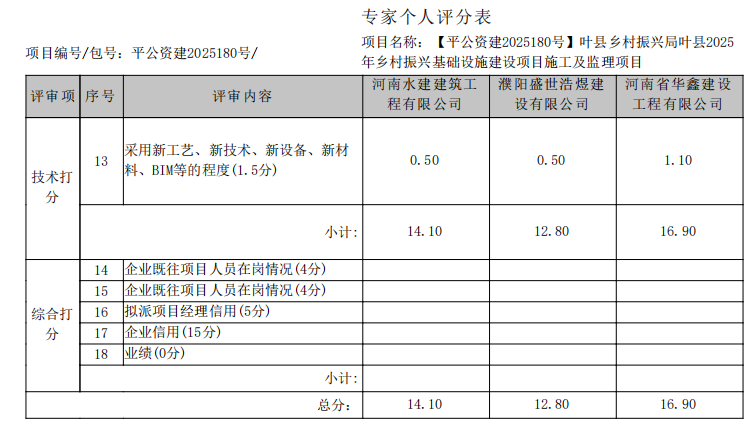 专家个人评分表
项目编号/包号: 平公资建2025180号/
项目名称: 【平公资建2025180号】叶县乡村振兴局叶县2025
年乡村振兴基础设施建设项目施工及监理项目
评审项 序号 评审内容 河南水建建筑工程有限公司 濮阳盛世浩煜建设有限公司 河南省华鑫建设工程有限公司
技术打分 13 采用新工艺、新技术、新设备、新材料、BIM等的程度(1.5分) 0.50 0.50 1.10
小计: 14.10 12.80 16.90
综合打分 14 企业既往项目人员在岗情况(4分)
15 企业既往项目人员在岗情况(4分)
16 拟派项目经理信用(5分)
17 企业信用(15分)
18 业绩(0分)
小计:
总分: 14.10 12.80 16.90